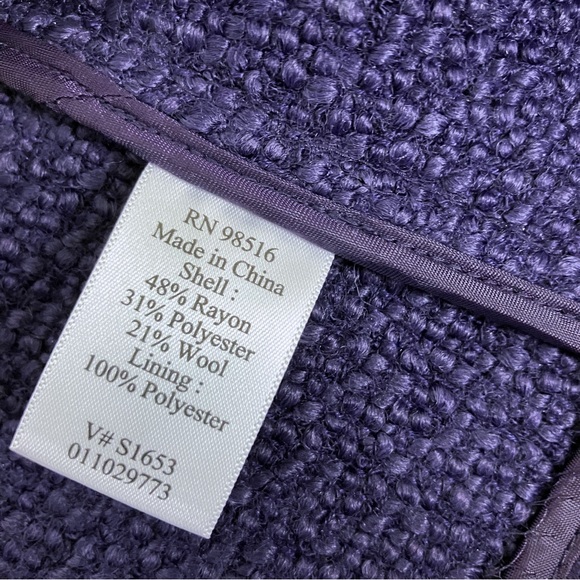 RN 98516
Made in China
Shell :
48% Rayon
31% Polyester
21% Wool
Lining :
100% Polyester
V# S1653
011029773